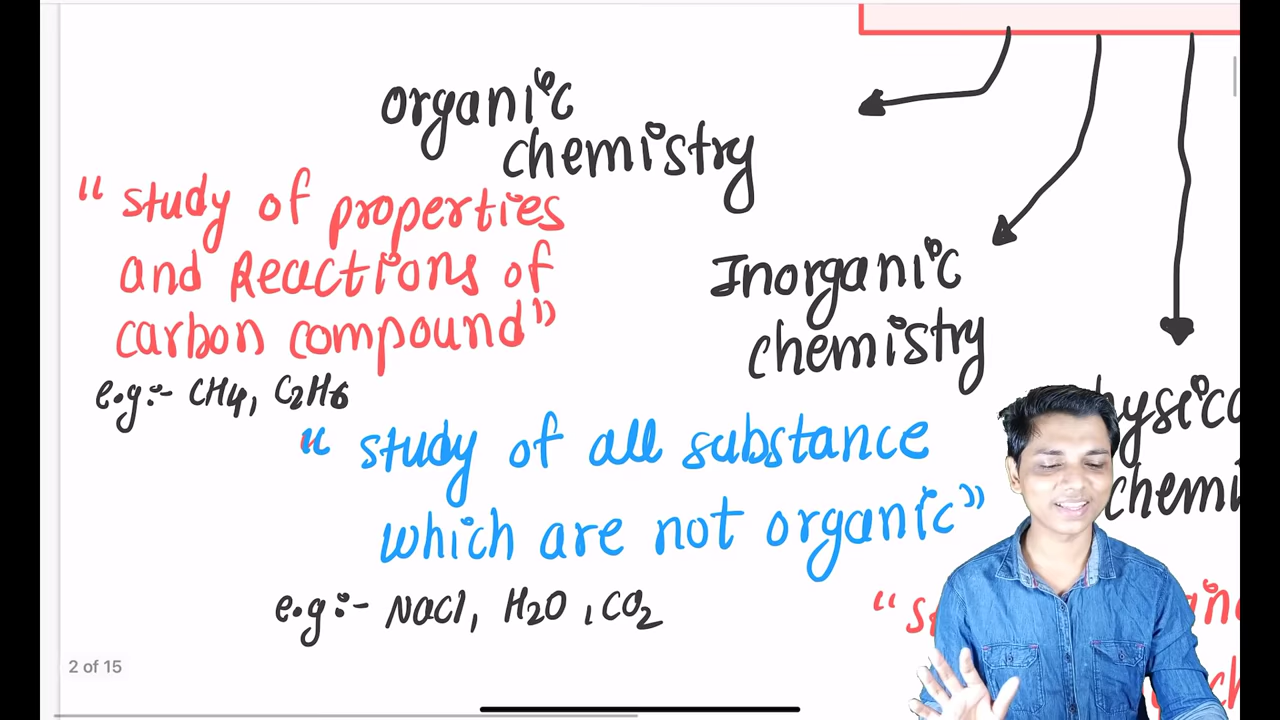 organic
chemistry
“ study of properties
and Reactions of
carbon compound”
e.g:- CH4, C2H6
Inorganic
chemistry
“ study of all substance
which are not organic”
e.g:- NaCl, H2O , CO2
2 of 15